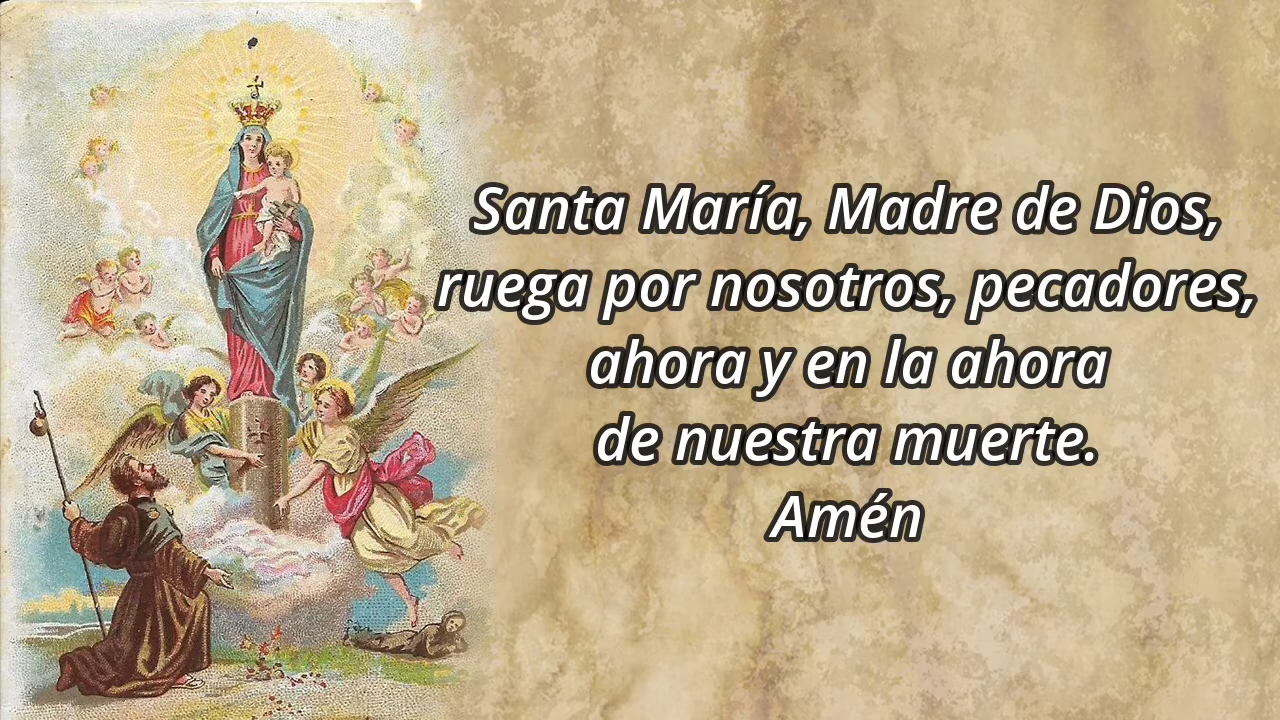 Santa María, Madre de Dios,
ruega por nosotros, pecadores,
ahora y en la ahora
de nuestra muerte.
Amén